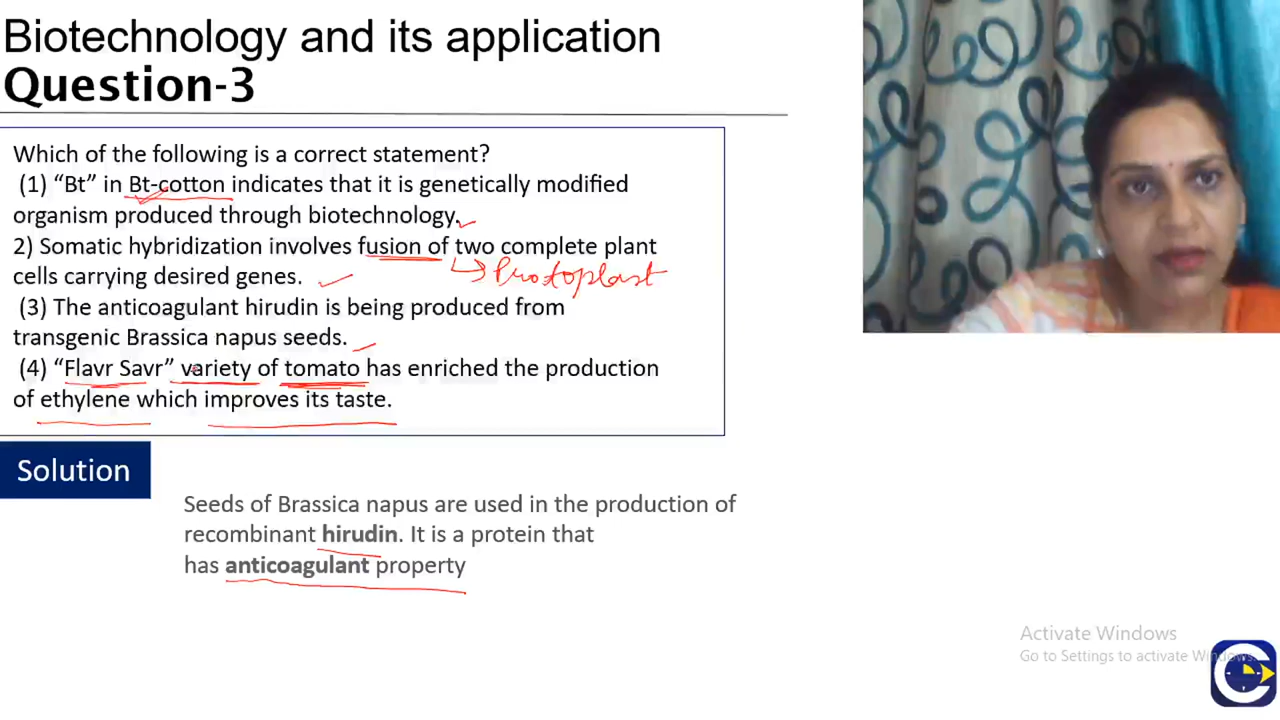 Biotechnology and its application
Question-3
Which of the following is a correct statement?
(1) “Bt” in Bt-cotton indicates that it is genetically modified
organism produced through biotechnology.
2) Somatic hybridization involves fusion of two complete plant
cells carrying desired genes.
Protoplast
(3) The anticoagulant hirudin is being produced from
transgenic Brassica napus seeds.
(4) “Flavr Savr” variety of tomato has enriched the production
of ethylene which improves its taste.
Solution
Seeds of Brassica napus are used in the production of
recombinant hirudin. It is a protein that
has anticoagulant property
Activate Windows
Go to Settings to activate Windows.